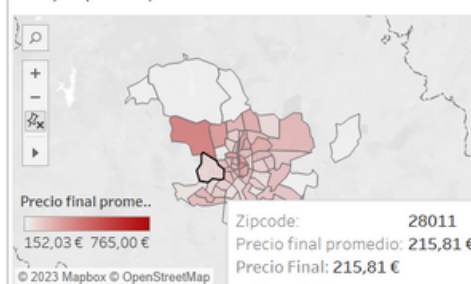 Precio final prome..
152,03 € 765,00 €
Zipcode: 28011
Precio final promedio: 215,81 €
Precio Final: 215,81 €
© 2023 Mapbox © OpenStreetMap